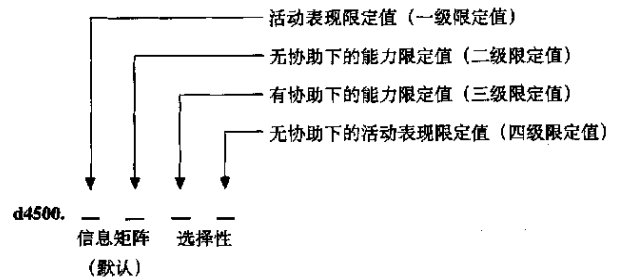 活动表现限定值（一级限定值）
无协助下的能力限定值（二级限定值）
有协助下的能力限定值（三级限定值）
无协助下的活动表现限定值（四级限定值）
d4500. _ _ _ _
信息矩阵 选择性
（默认）